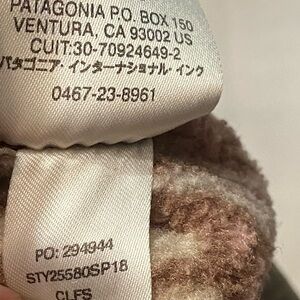 PATAGONIA P.O. BOX 150
VENTURA, CA 93002 US
CUIT:30-70924649-2
パタゴニア・インターナショナル・インク
0467-23-8961
PO: 294944
STY25580SP18
CLFS